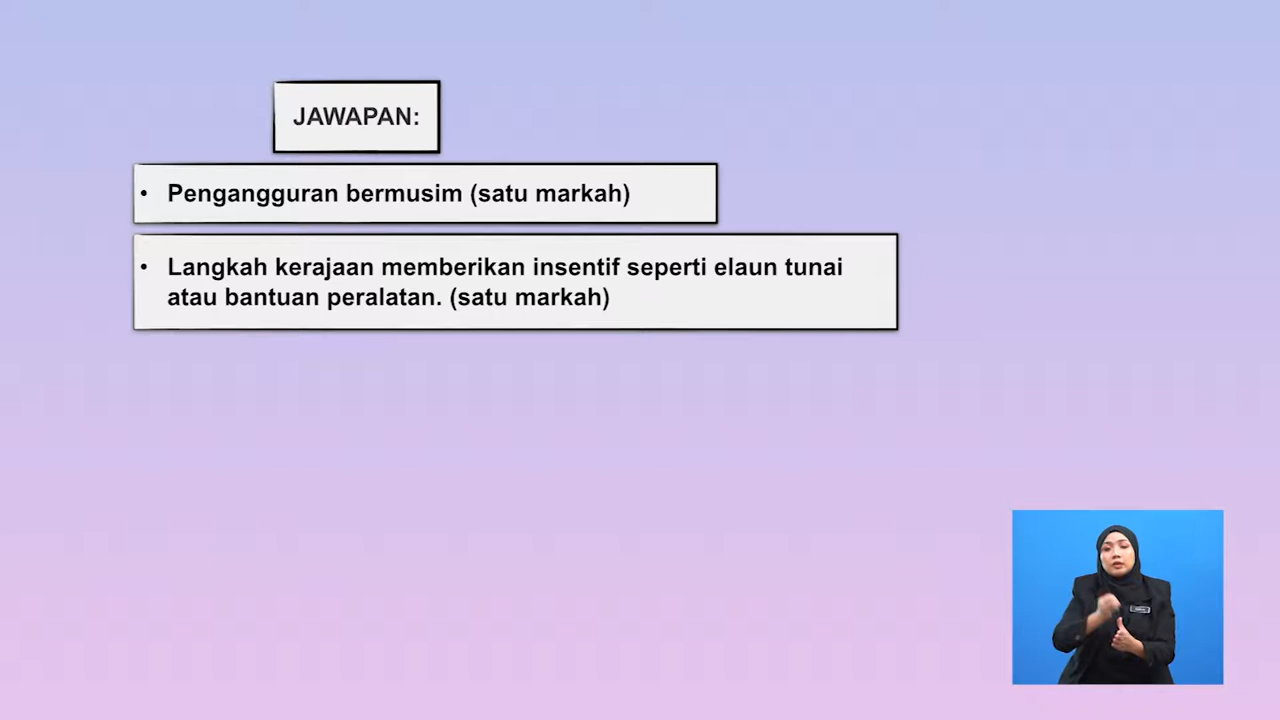 JAWAPAN:
• Pengangguran bermusim (satu markah)
• Langkah kerajaan memberikan insentif seperti elaun tunai
atau bantuan peralatan. (satu markah)